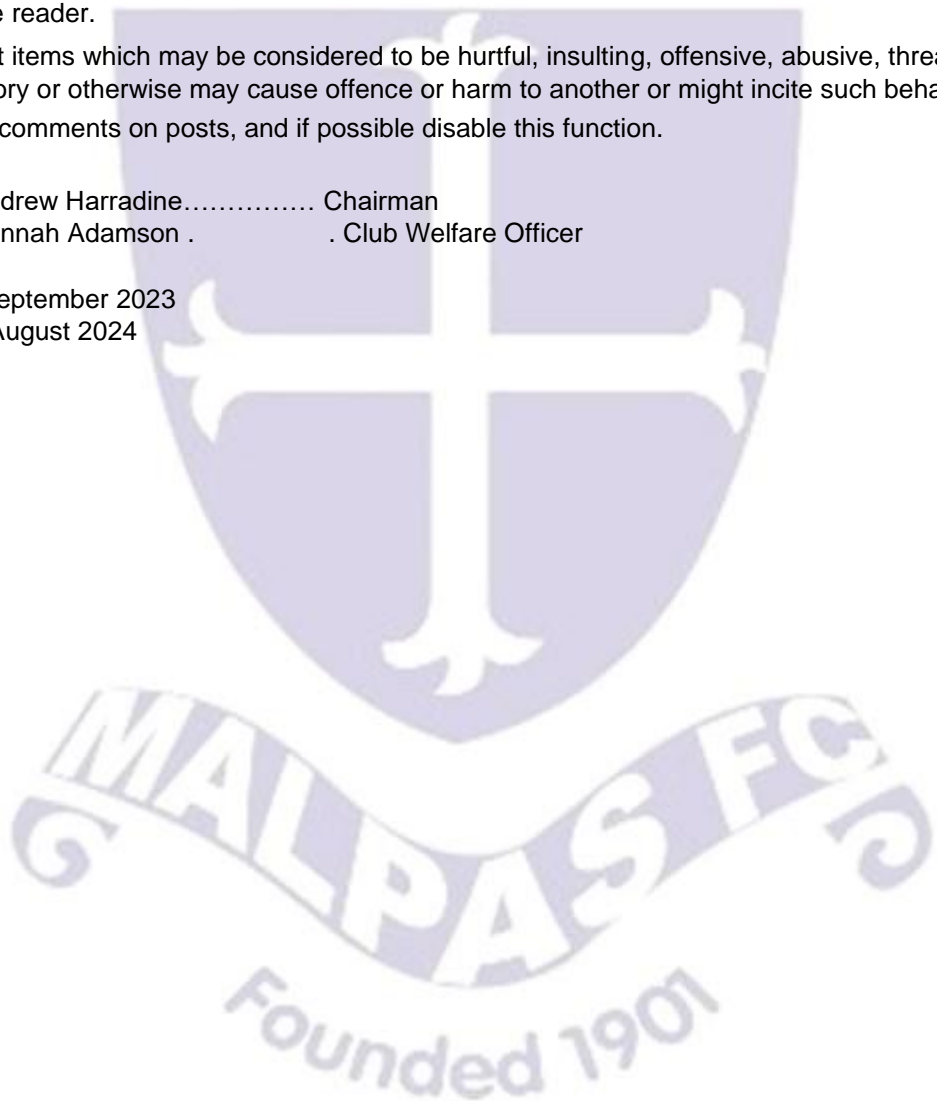 e reader.
t items which may be considered to be hurtful, insulting, offensive, abusive, threa
ory or otherwise may cause offence or harm to another or might incite such beha
comments on posts, and if possible disable this function.
drew Harradine…………… Chairman
nnah Adamson . . Club Welfare Officer
eptember 2023
August 2024
MALPAS FC
Founded 1901